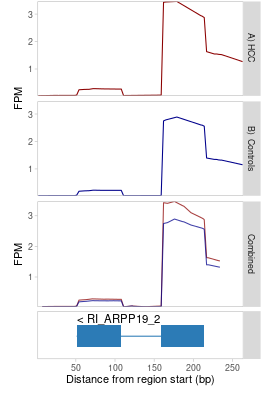 3
2
1
A) HCC
FPM
3
2
1
B) Controls
3
2
1
Combined
FPM
< RI_ARPP19_2
50 100 150 200 250
Distance from region start (bp)